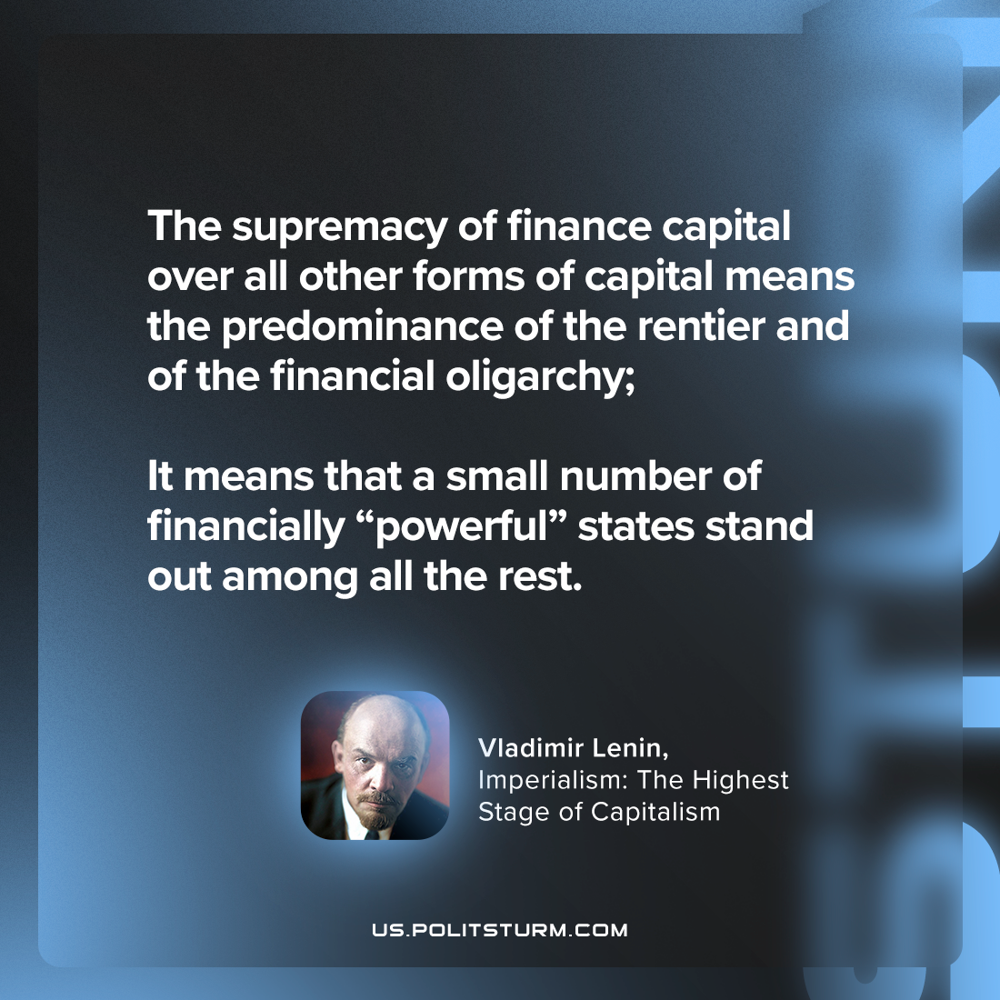 The supremacy of finance capital
over all other forms of capital means
the predominance of the rentier and
of the financial oligarchy;
It means that a small number of
financially “powerful” states stand
out among all the rest.
Vladimir Lenin,
Imperialism: The Highest
Stage of Capitalism
US.POLITSTURM.COM